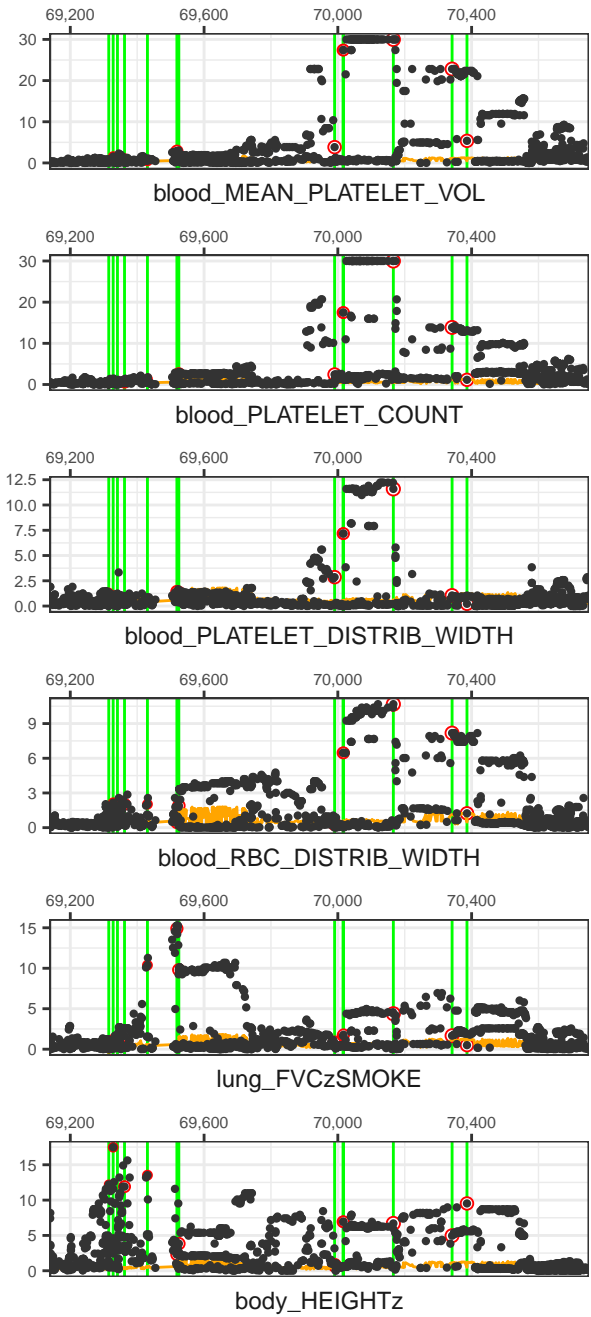 69,200 69,600 70,000 70,400
30
20
10
0
blood_MEAN_PLATELET_VOL
69,200 69,600 70,000 70,400
30
20
10
0
blood_PLATELET_COUNT
69,200 69,600 70,000 70,400
12.5
10.0
7.5
5.0
2.5
0.0
blood_PLATELET_DISTRIB_WIDTH
69,200 69,600 70,000 70,400
9
6
3
0
blood_RBC_DISTRIB_WIDTH
69,200 69,600 70,000 70,400
15
10
5
0
lung_FVCzSMOKE
69,200 69,600 70,000 70,400
15
10
5
0
body_HEIGHTz